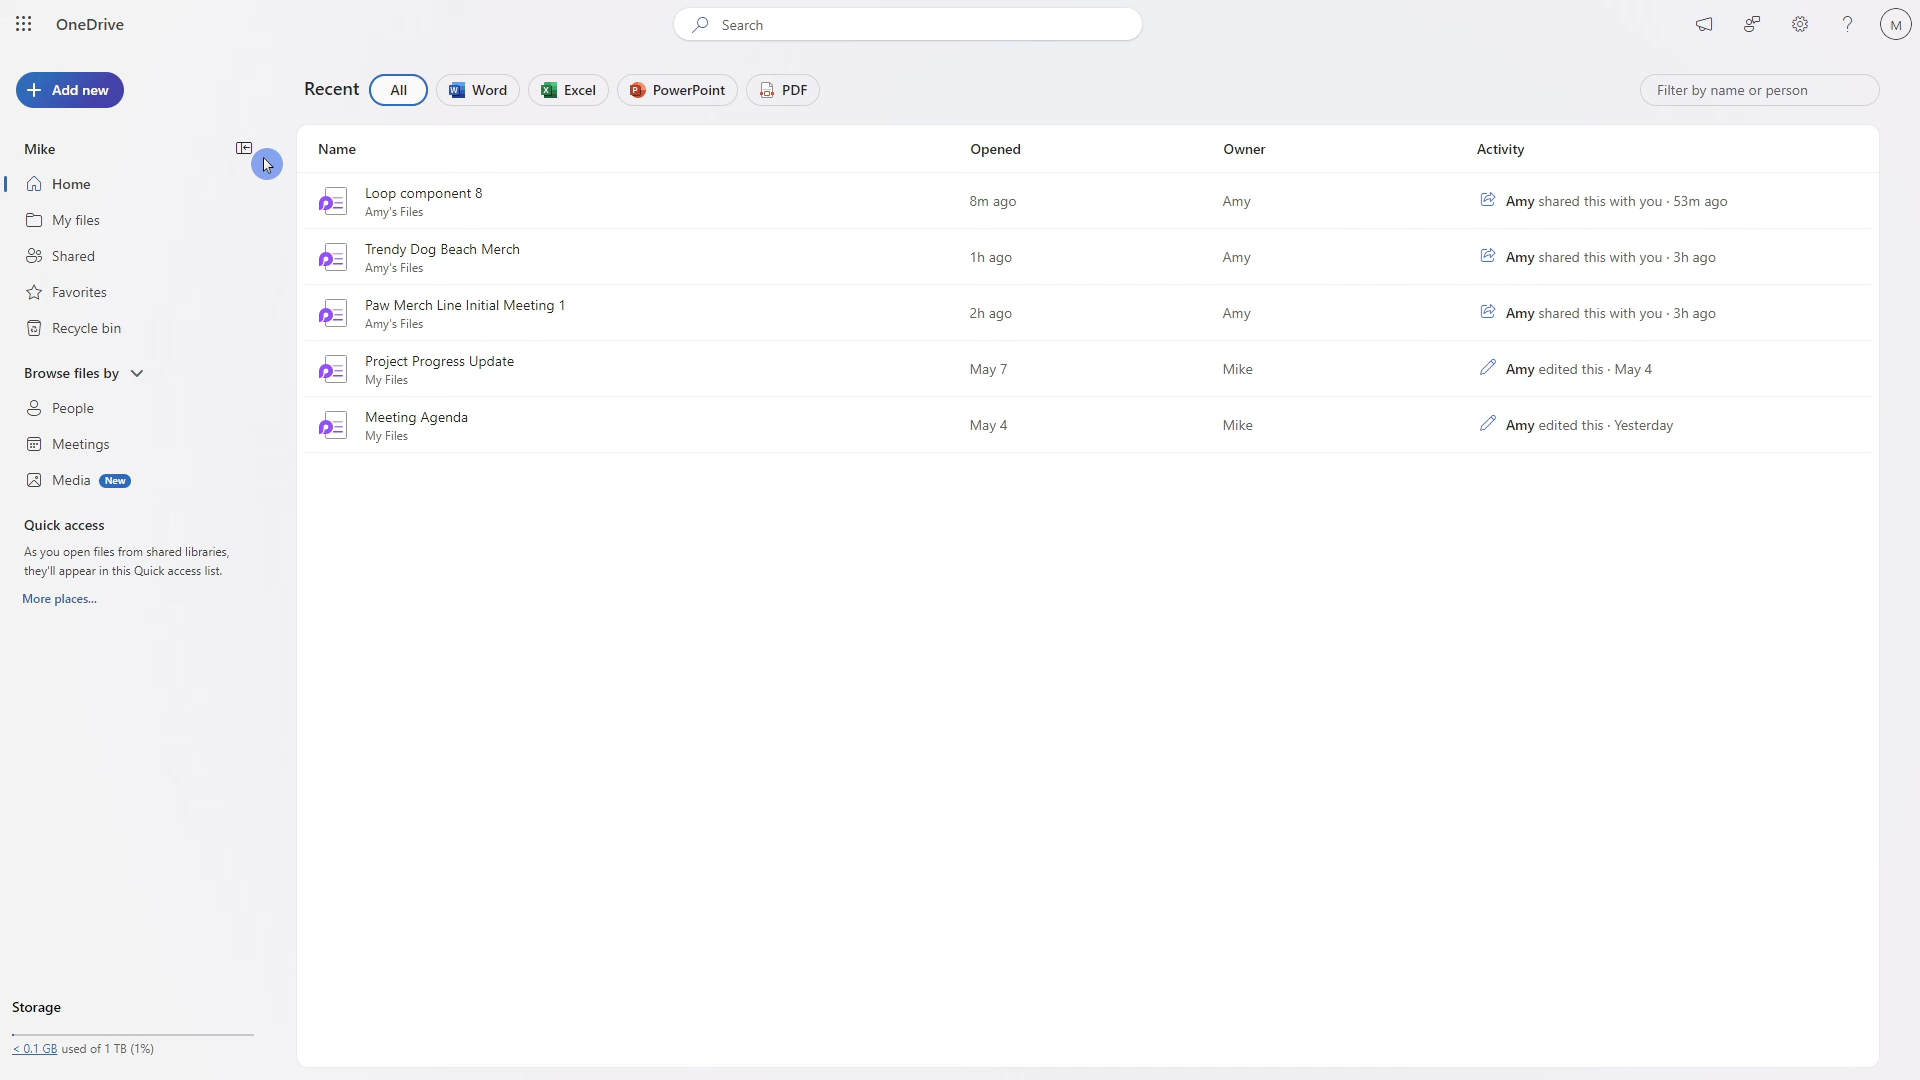 OneDrive
Search
M
Add new
Recent
All
Word
Excel
PowerPoint
PDF
Filter by name or person
Mike
Home
My files
Shared
Favorites
Recycle bin
Browse files by
People
Meetings
Media New
Quick access
As you open files from shared libraries,
they'll appear in this Quick access list.
More places...
Storage
< 0.1 GB used of 1 TB (1%)
Name Opened Owner Activity
Loop component 8
Amy's Files
8m ago
Amy
Amy shared this with you · 53m ago
Trendy Dog Beach Merch
Amy's Files
1h ago
Amy
Amy shared this with you · 3h ago
Paw Merch Line Initial Meeting 1
Amy's Files
2h ago
Amy
Amy shared this with you · 3h ago
Project Progress Update
My Files
May 7
Mike
Amy edited this · May 4
Meeting Agenda
My Files
May 4
Mike
Amy edited this · Yesterday